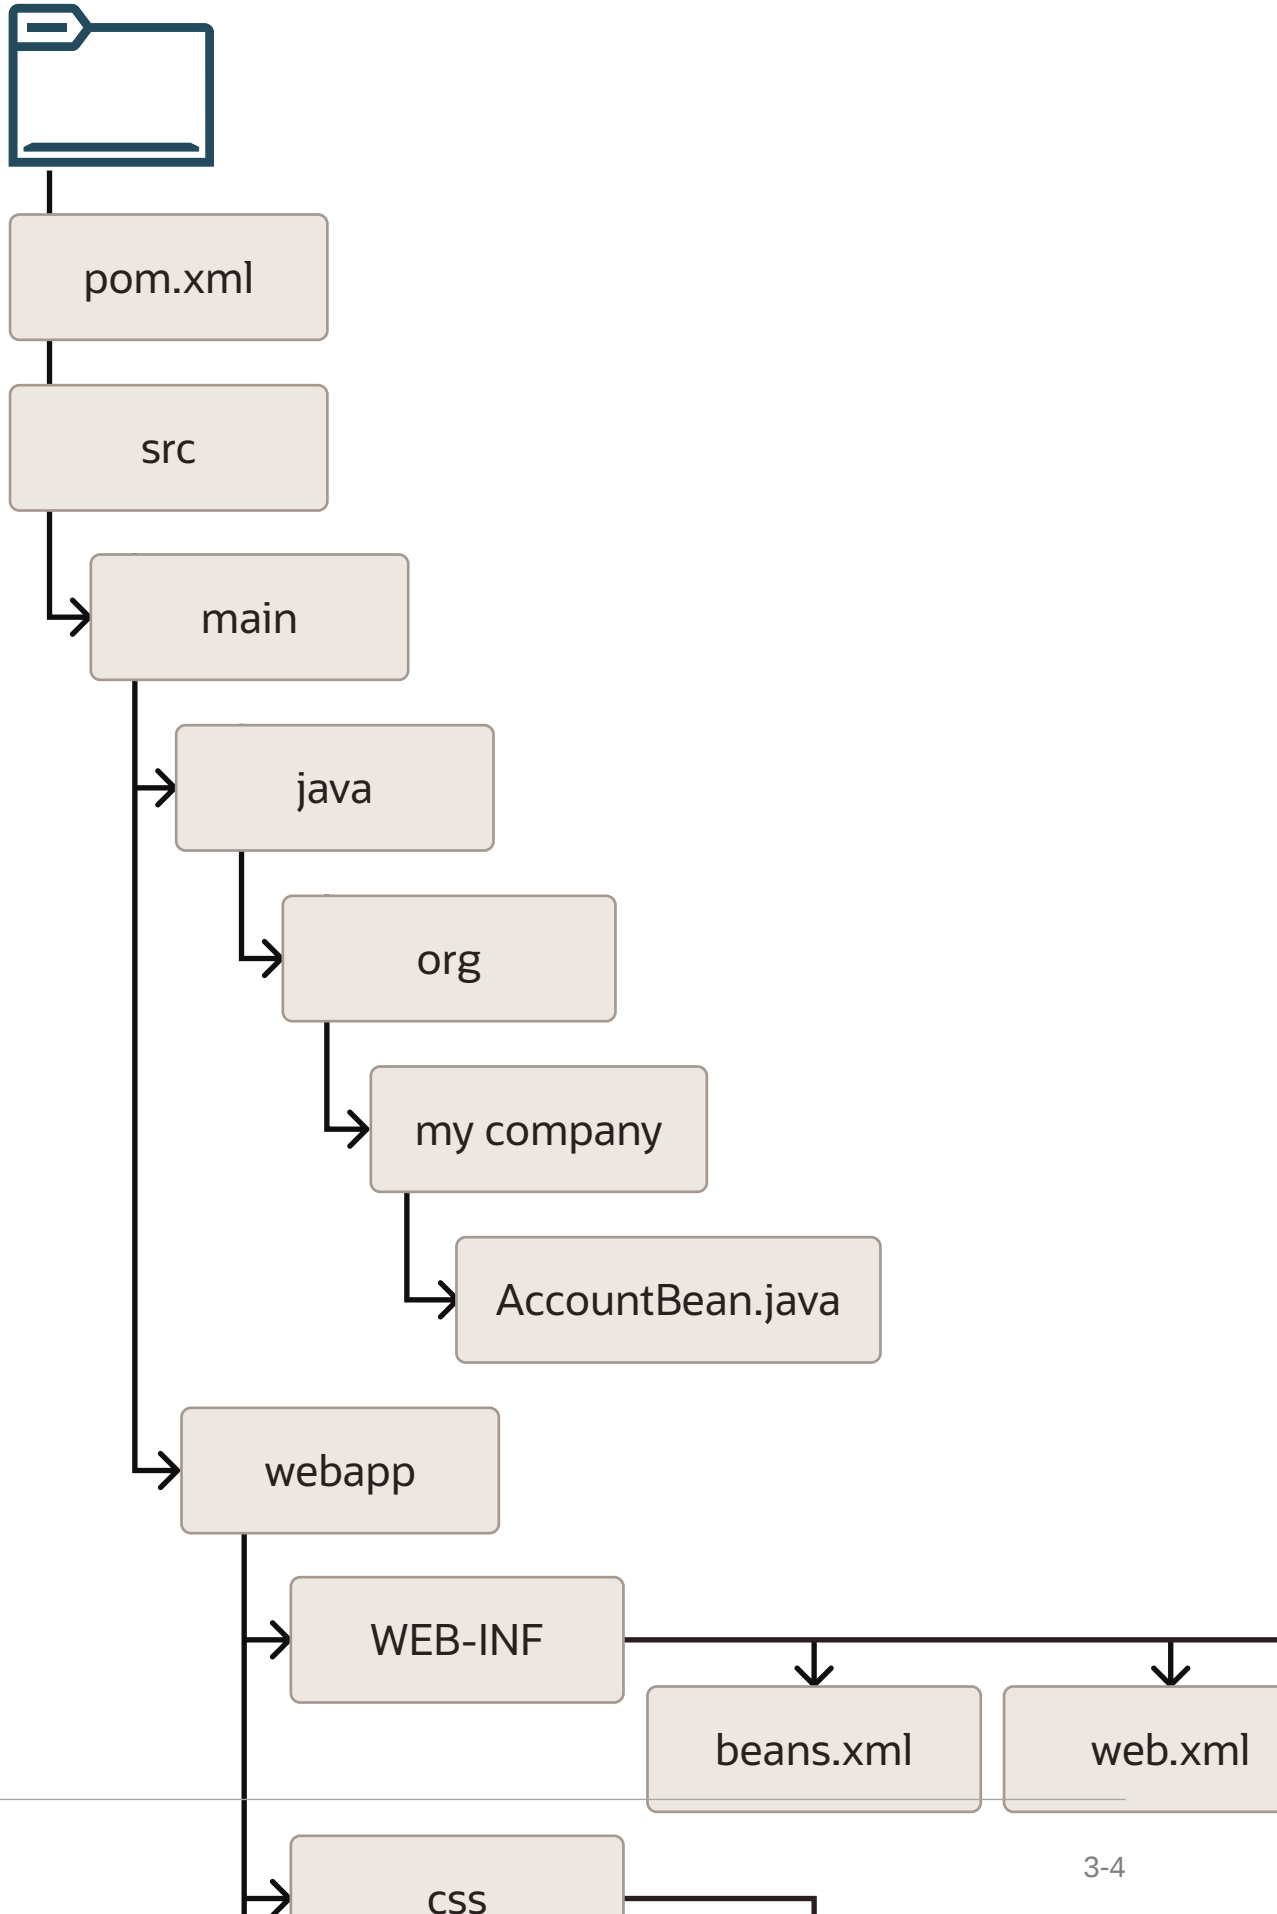 pom.xml
src
main
java
org
my company
AccountBean.java
webapp
WEB-INF
beans.xml
web.xml
3-4
css